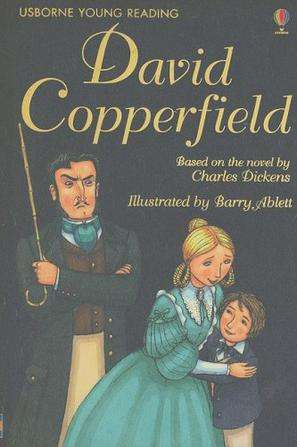 USBORNE YOUNG READING
David
Copperfield
Based on the novel by
Charles Dickens
Illustrated by Barry Ablett